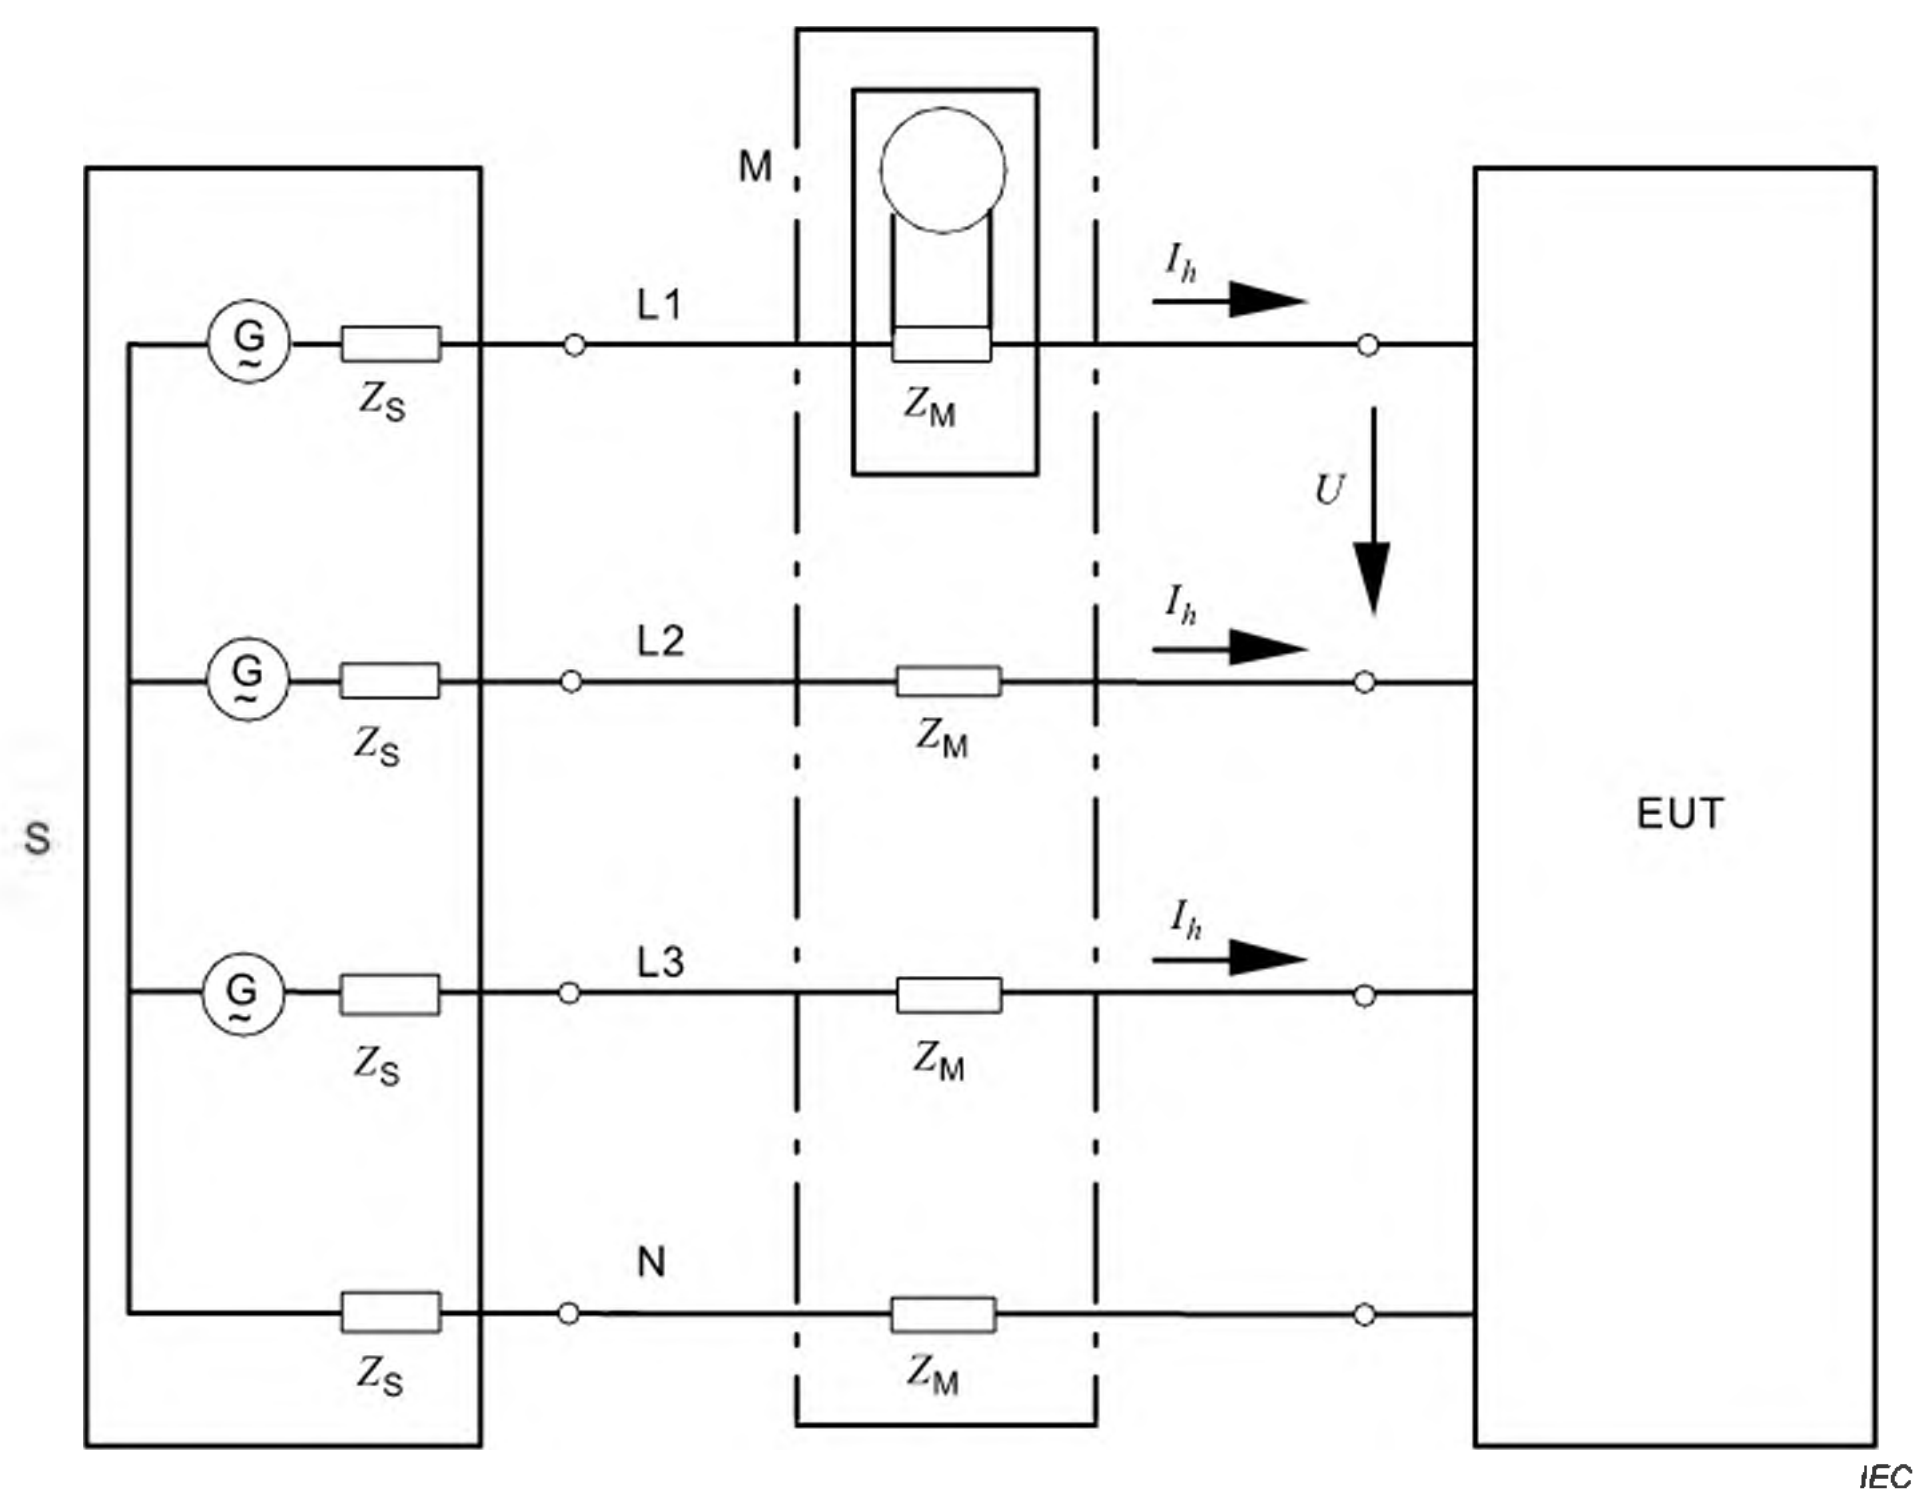 M
I_h
L1
G
~
Z_S
Z_M
U
I_h
L2
G
~
Z_S
Z_M
S
EUT
I_h
L3
G
~
Z_S
Z_M
N
Z_S
Z_M
IEC